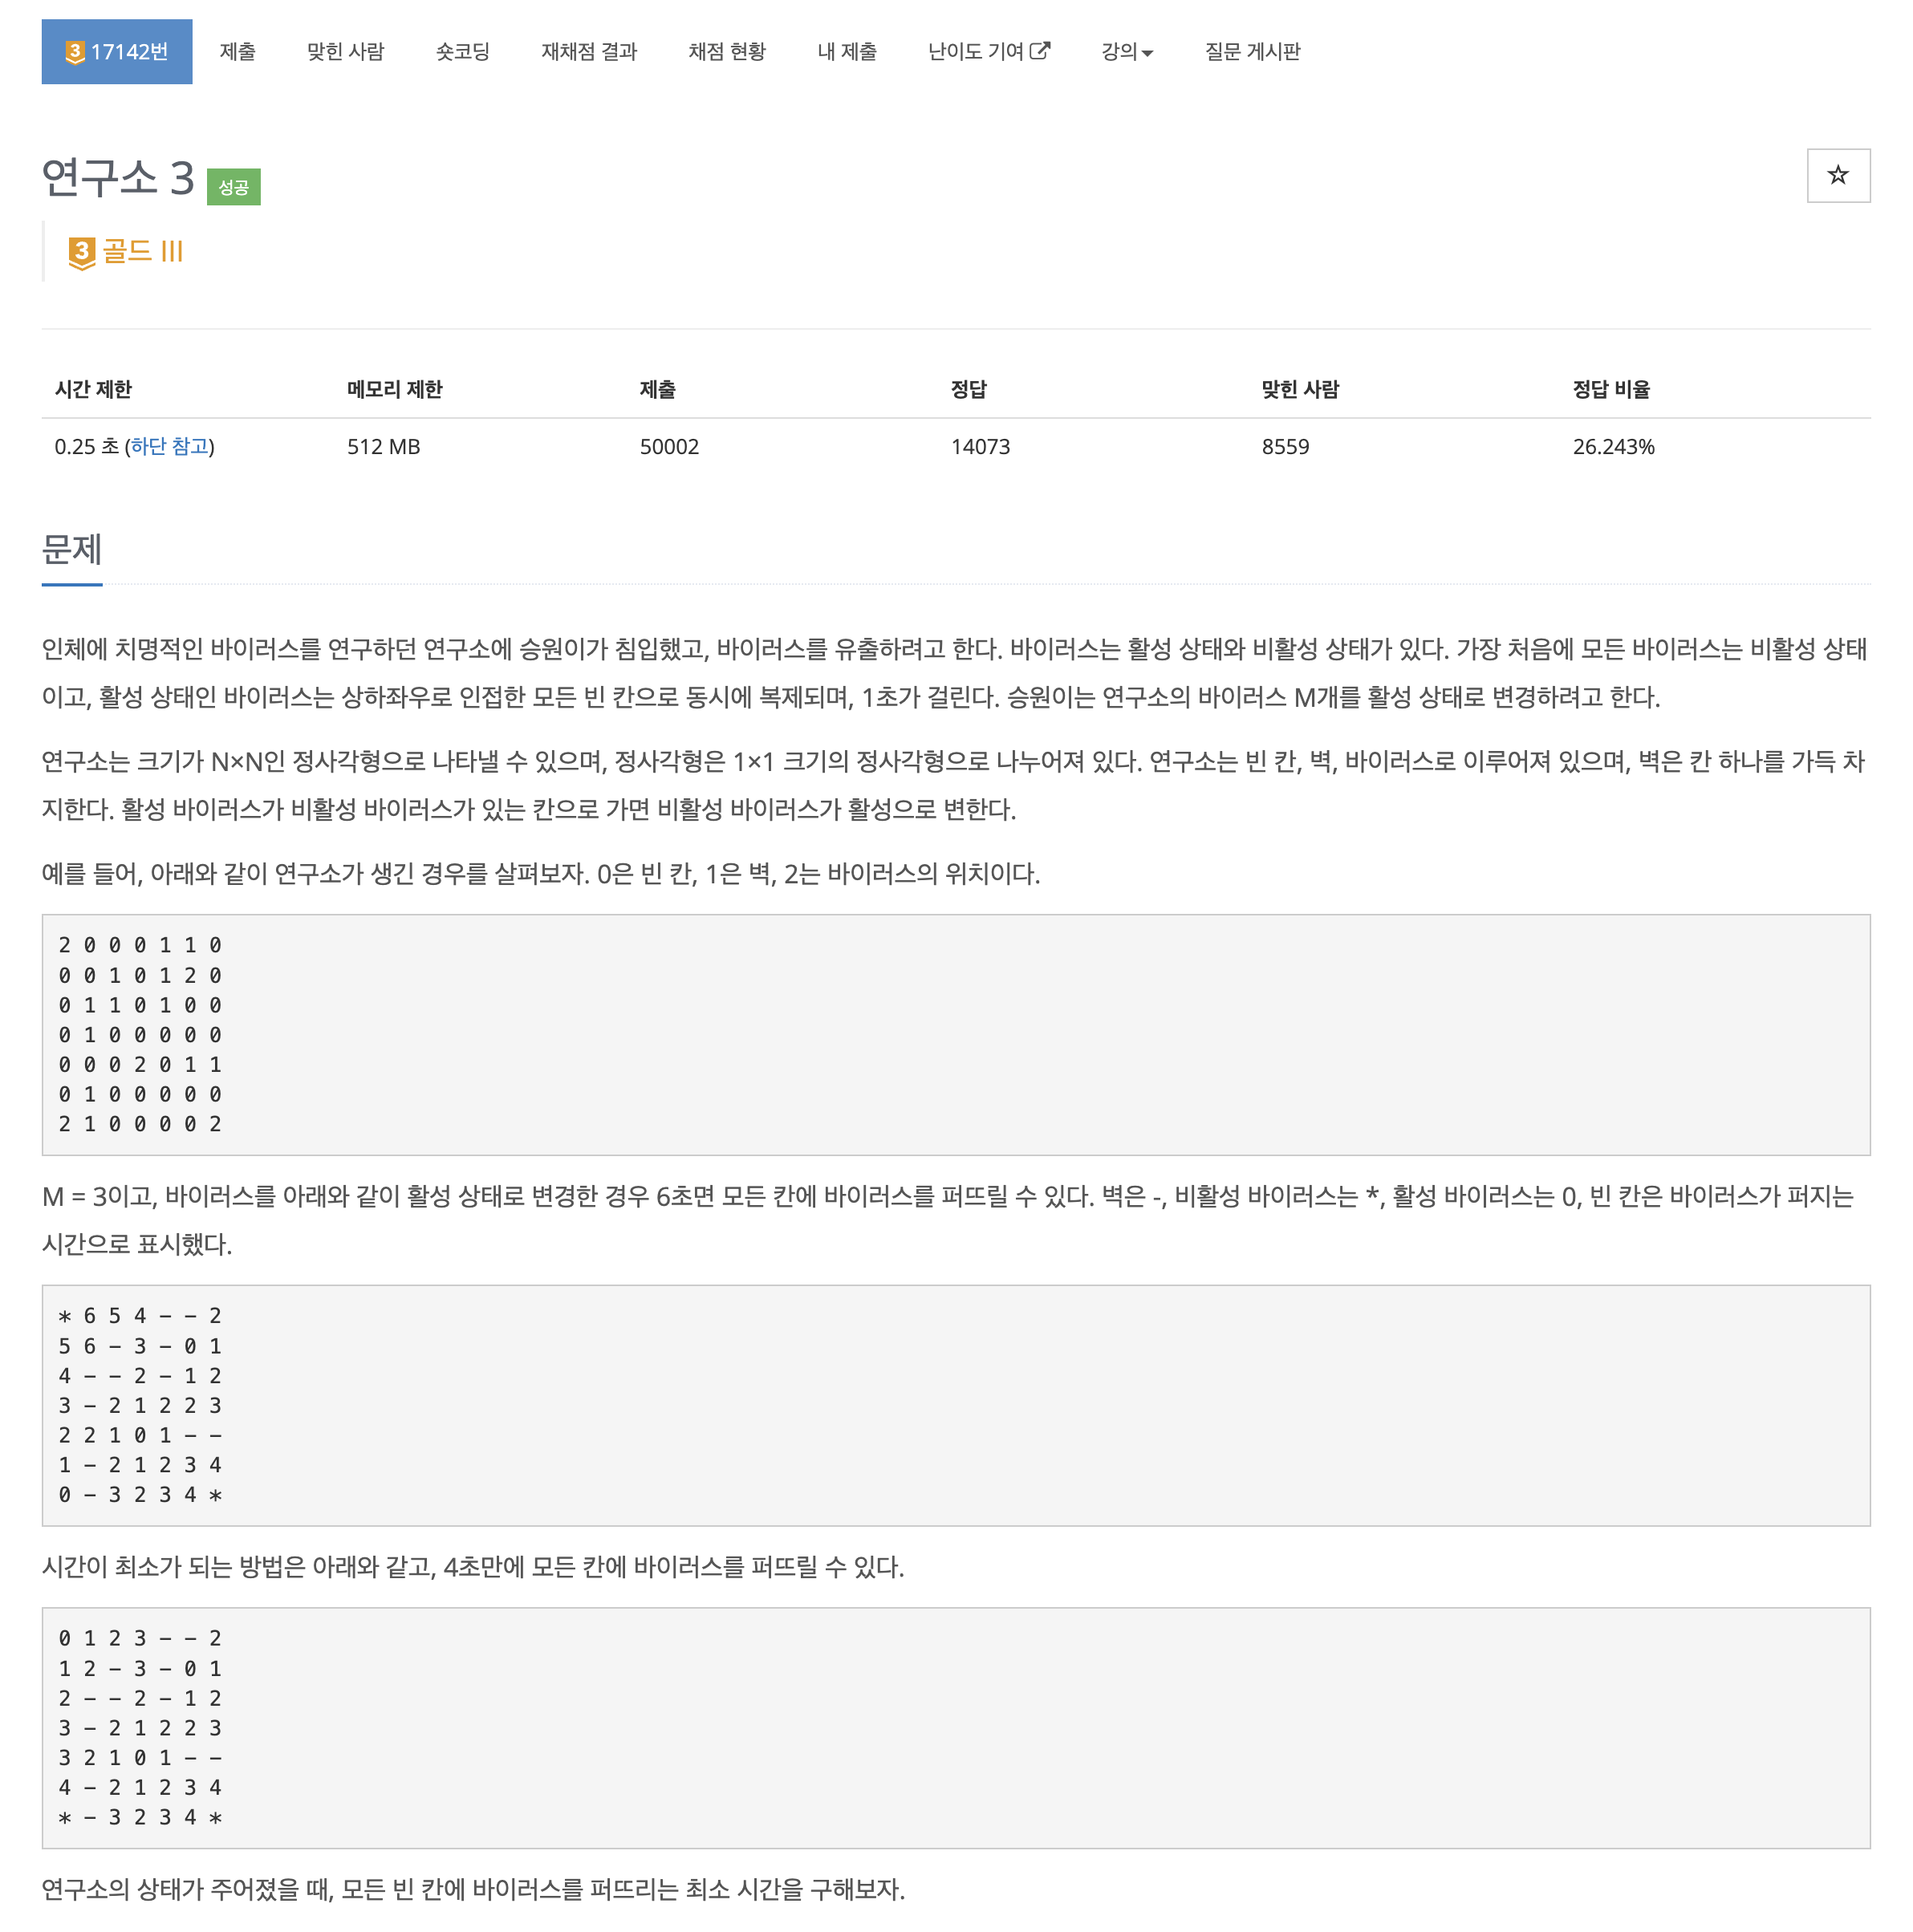 3 17142번 제출 맞힌 사람 숏코딩 재채점 결과 채점 현황 내 제출 난이도 기여 강의 질문 게시판
연구소 3 성공
3 골드 III
시간 제한 메모리 제한 제출 정답 맞힌 사람 정답 비율
0.25 초 (하단 참고) 512 MB 50002 14073 8559 26.243%
문제
인체에 치명적인 바이러스를 연구하던 연구소에 승원이가 침입했고, 바이러스를 유출하려고 한다. 바이러스는 활성 상태와 비활성 상태가 있다. 가장 처음에 모든 바이러스는 비활성 상태
이고, 활성 상태인 바이러스는 상하좌우로 인접한 모든 빈 칸으로 동시에 복제되며, 1초가 걸린다. 승원이는 연구소의 바이러스 M개를 활성 상태로 변경하려고 한다.
연구소는 크기가 N×N인 정사각형으로 나타낼 수 있으며, 정사각형은 1×1 크기의 정사각형으로 나누어져 있다. 연구소는 빈 칸, 벽, 바이러스로 이루어져 있으며, 벽은 칸 하나를 가득 차
지한다. 활성 바이러스가 비활성 바이러스가 있는 칸으로 가면 비활성 바이러스가 활성으로 변한다.
예를 들어, 아래와 같이 연구소가 생긴 경우를 살펴보자. 0은 빈 칸, 1은 벽, 2는 바이러스의 위치이다.
2 0 0 0 1 1 0
0 0 1 0 1 2 0
0 1 1 0 1 0 0
0 1 0 0 0 0 0
0 0 0 2 0 1 1
0 1 0 0 0 0 0
2 1 0 0 0 0 2
M = 3이고, 바이러스를 아래와 같이 활성 상태로 변경한 경우 6초면 모든 칸에 바이러스를 퍼뜨릴 수 있다. 벽은 -, 비활성 바이러스는 *, 활성 바이러스는 0, 빈 칸은 바이러스가 퍼지는
시간으로 표시했다.
* 6 5 4 - - 2
5 6 - 3 - 0 1
4 - - 2 - 1 2
3 - 2 1 2 2 3
2 2 1 0 1 - -
1 - 2 1 2 3 4
0 - 3 2 3 4 *
시간이 최소가 되는 방법은 아래와 같고, 4초만에 모든 칸에 바이러스를 퍼뜨릴 수 있다.
0 1 2 3 - - 2
1 2 - 3 - 0 1
2 - - 2 - 1 2
3 - 2 1 2 2 3
3 2 1 0 1 - -
4 - 2 1 2 3 4
* - 3 2 3 4 *
연구소의 상태가 주어졌을 때, 모든 빈 칸에 바이러스를 퍼뜨리는 최소 시간을 구해보자.